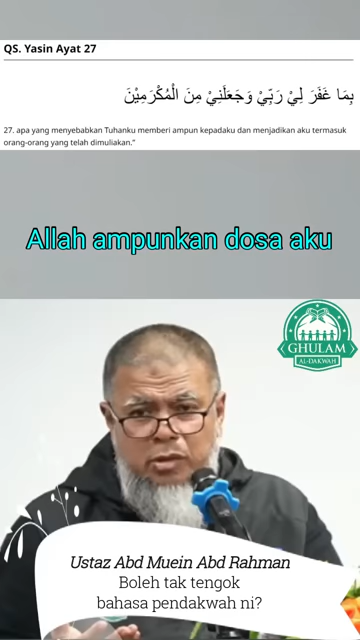 QS. Yasin Ayat 27
بِمَا غَفَرَ لِيْ رَبِّيْ وَجَعَلَنِيْ مِنَ الْمُكْرَمِيْنَ
27. apa yang menyebabkan Tuhanku memberi ampun kepadaku dan menjadikan aku termasuk
orang-orang yang telah dimuliakan."
Allah ampunkan dosa aku
GHULAM
AL-DAKWAH
Ustaz Abd Muein Abd Rahman
Boleh tak tengok
bahasa pendakwah ni?